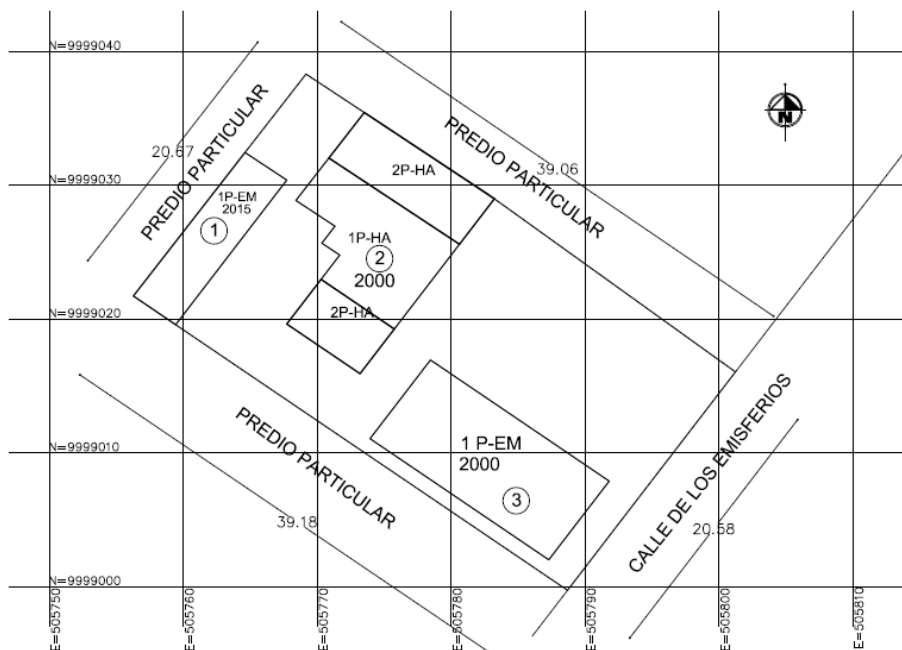 N=9999040
PREDIO PARTICULAR
20.67
PREDIO PARTICULAR
39.06
N
N=9999030
2P-HA
1P-EM
2015
1
1P-HA
2
2000
N=9999020
2P-HA
PREDIO PARTICULAR
39.18
N=9999010
1 P-EM
2000
3
CALLE DE LOS EMISFERIOS
20.58
N=9999000
E=505750
E=505760
E=505770
E=505780
E=505790
E=505800
E=505810